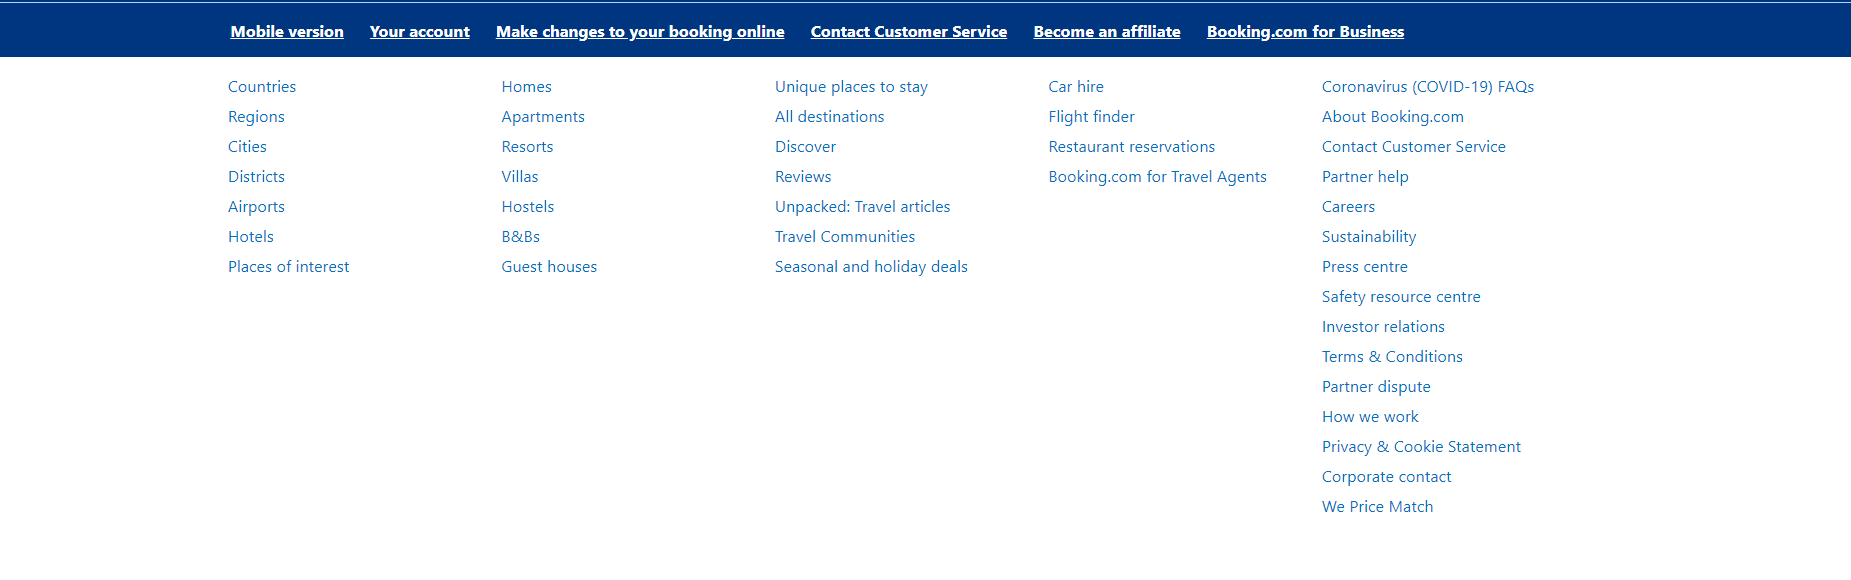 Mobile version Your account Make changes to your booking online Contact Customer Service Become an affiliate Booking.com for Business
Countries
Regions
Cities
Districts
Airports
Hotels
Places of interest
Homes
Apartments
Resorts
Villas
Hostels
B&Bs
Guest houses
Unique places to stay
All destinations
Discover
Reviews
Unpacked: Travel articles
Travel Communities
Seasonal and holiday deals
Car hire
Flight finder
Restaurant reservations
Booking.com for Travel Agents
Coronavirus (COVID-19) FAQs
About Booking.com
Contact Customer Service
Partner help
Careers
Sustainability
Press centre
Safety resource centre
Investor relations
Terms & Conditions
Partner dispute
How we work
Privacy & Cookie Statement
Corporate contact
We Price Match